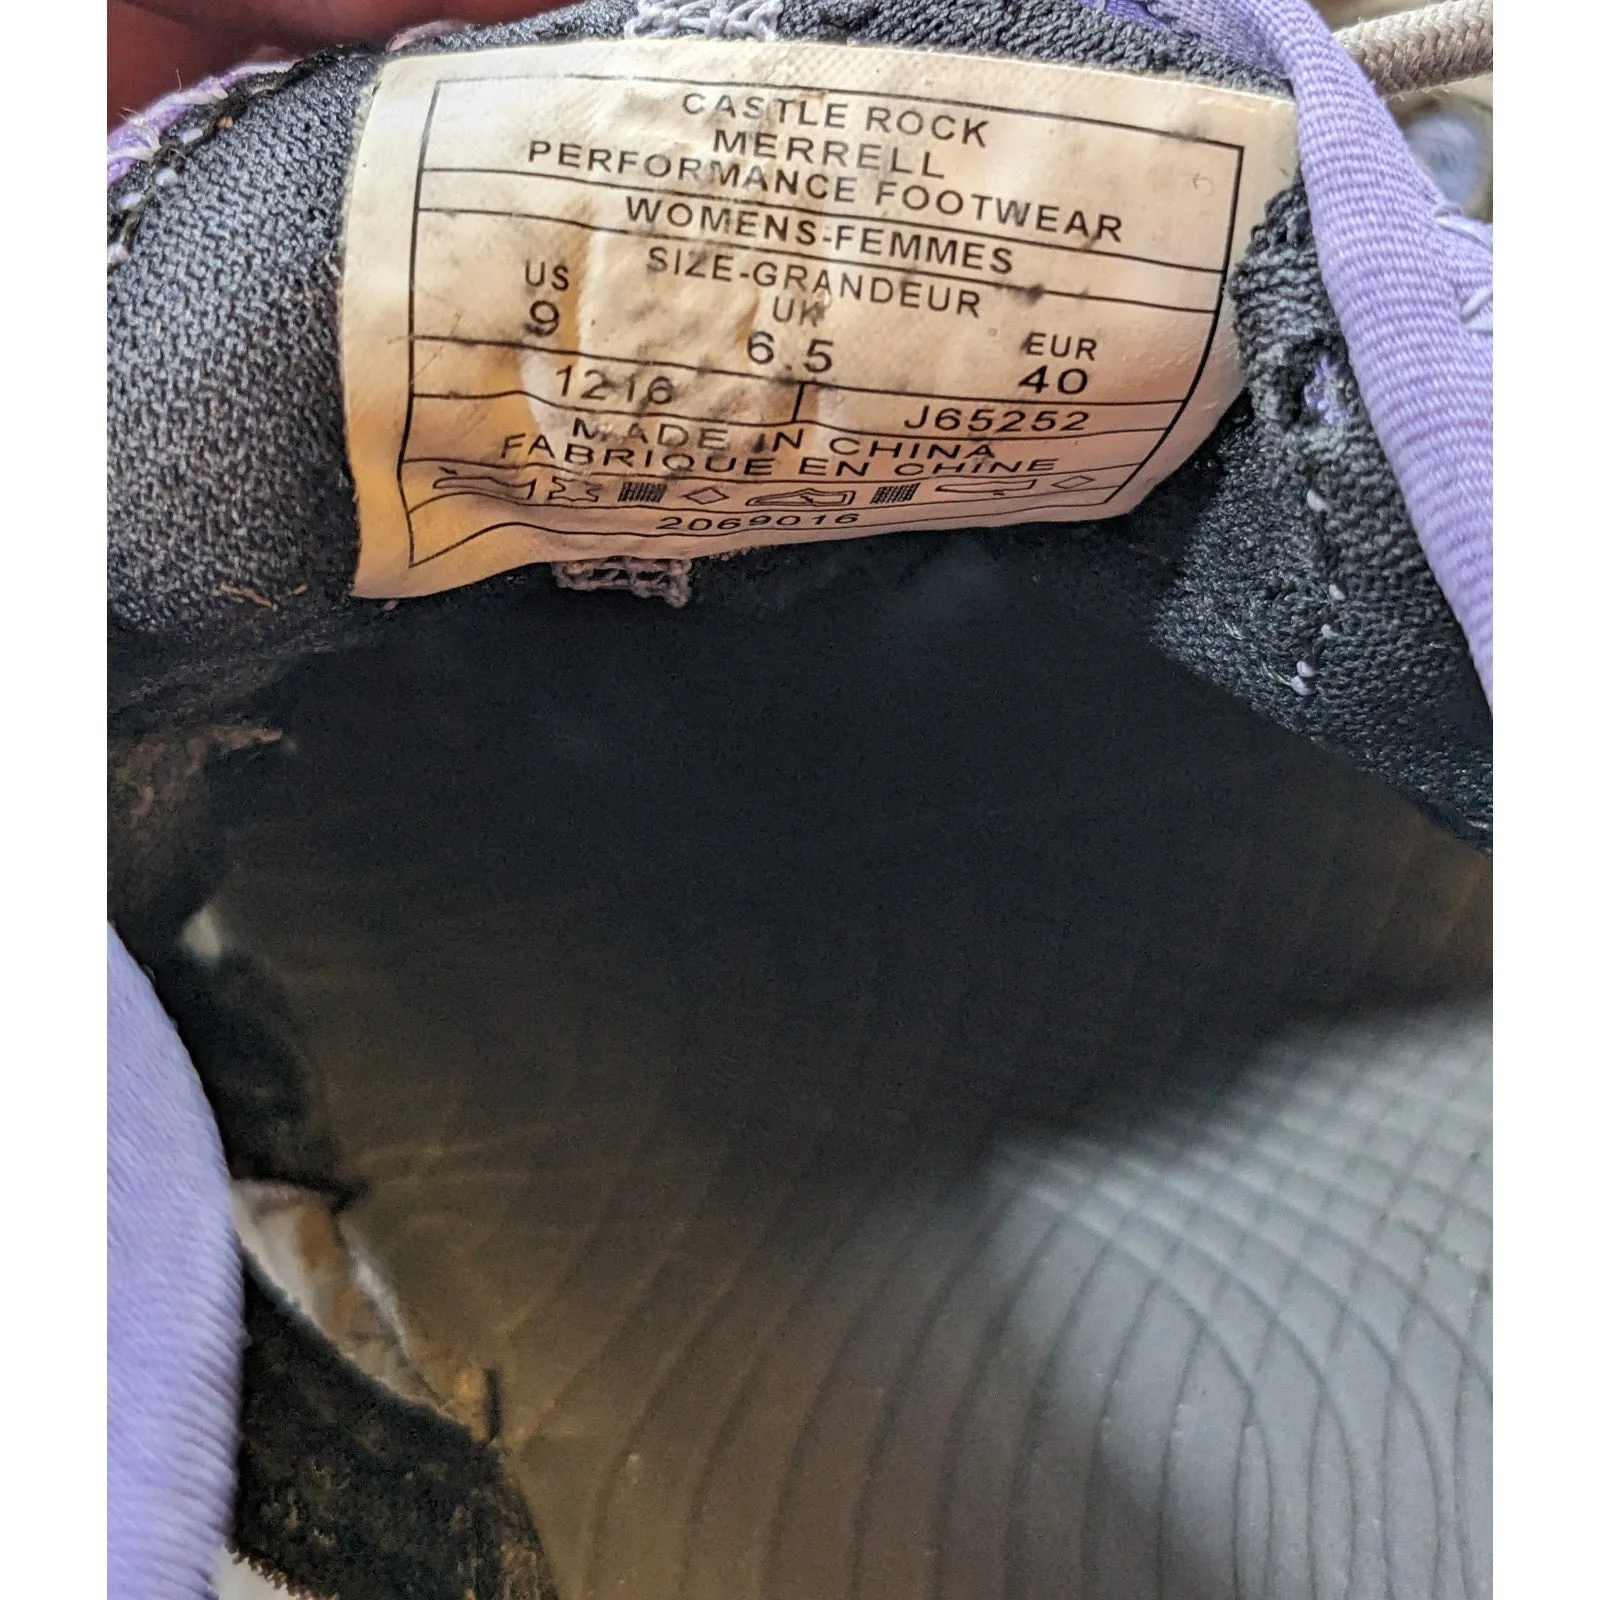 CASTLE ROCK
MERRELL
PERFORMANCE FOOTWEAR
WOMENS-FEMMES
SIZE-GRANDEUR
US UK EUR
9 6.5 40
1216 J65252
MADE IN CHINA
FABRIQUE EN CHINE
2069016